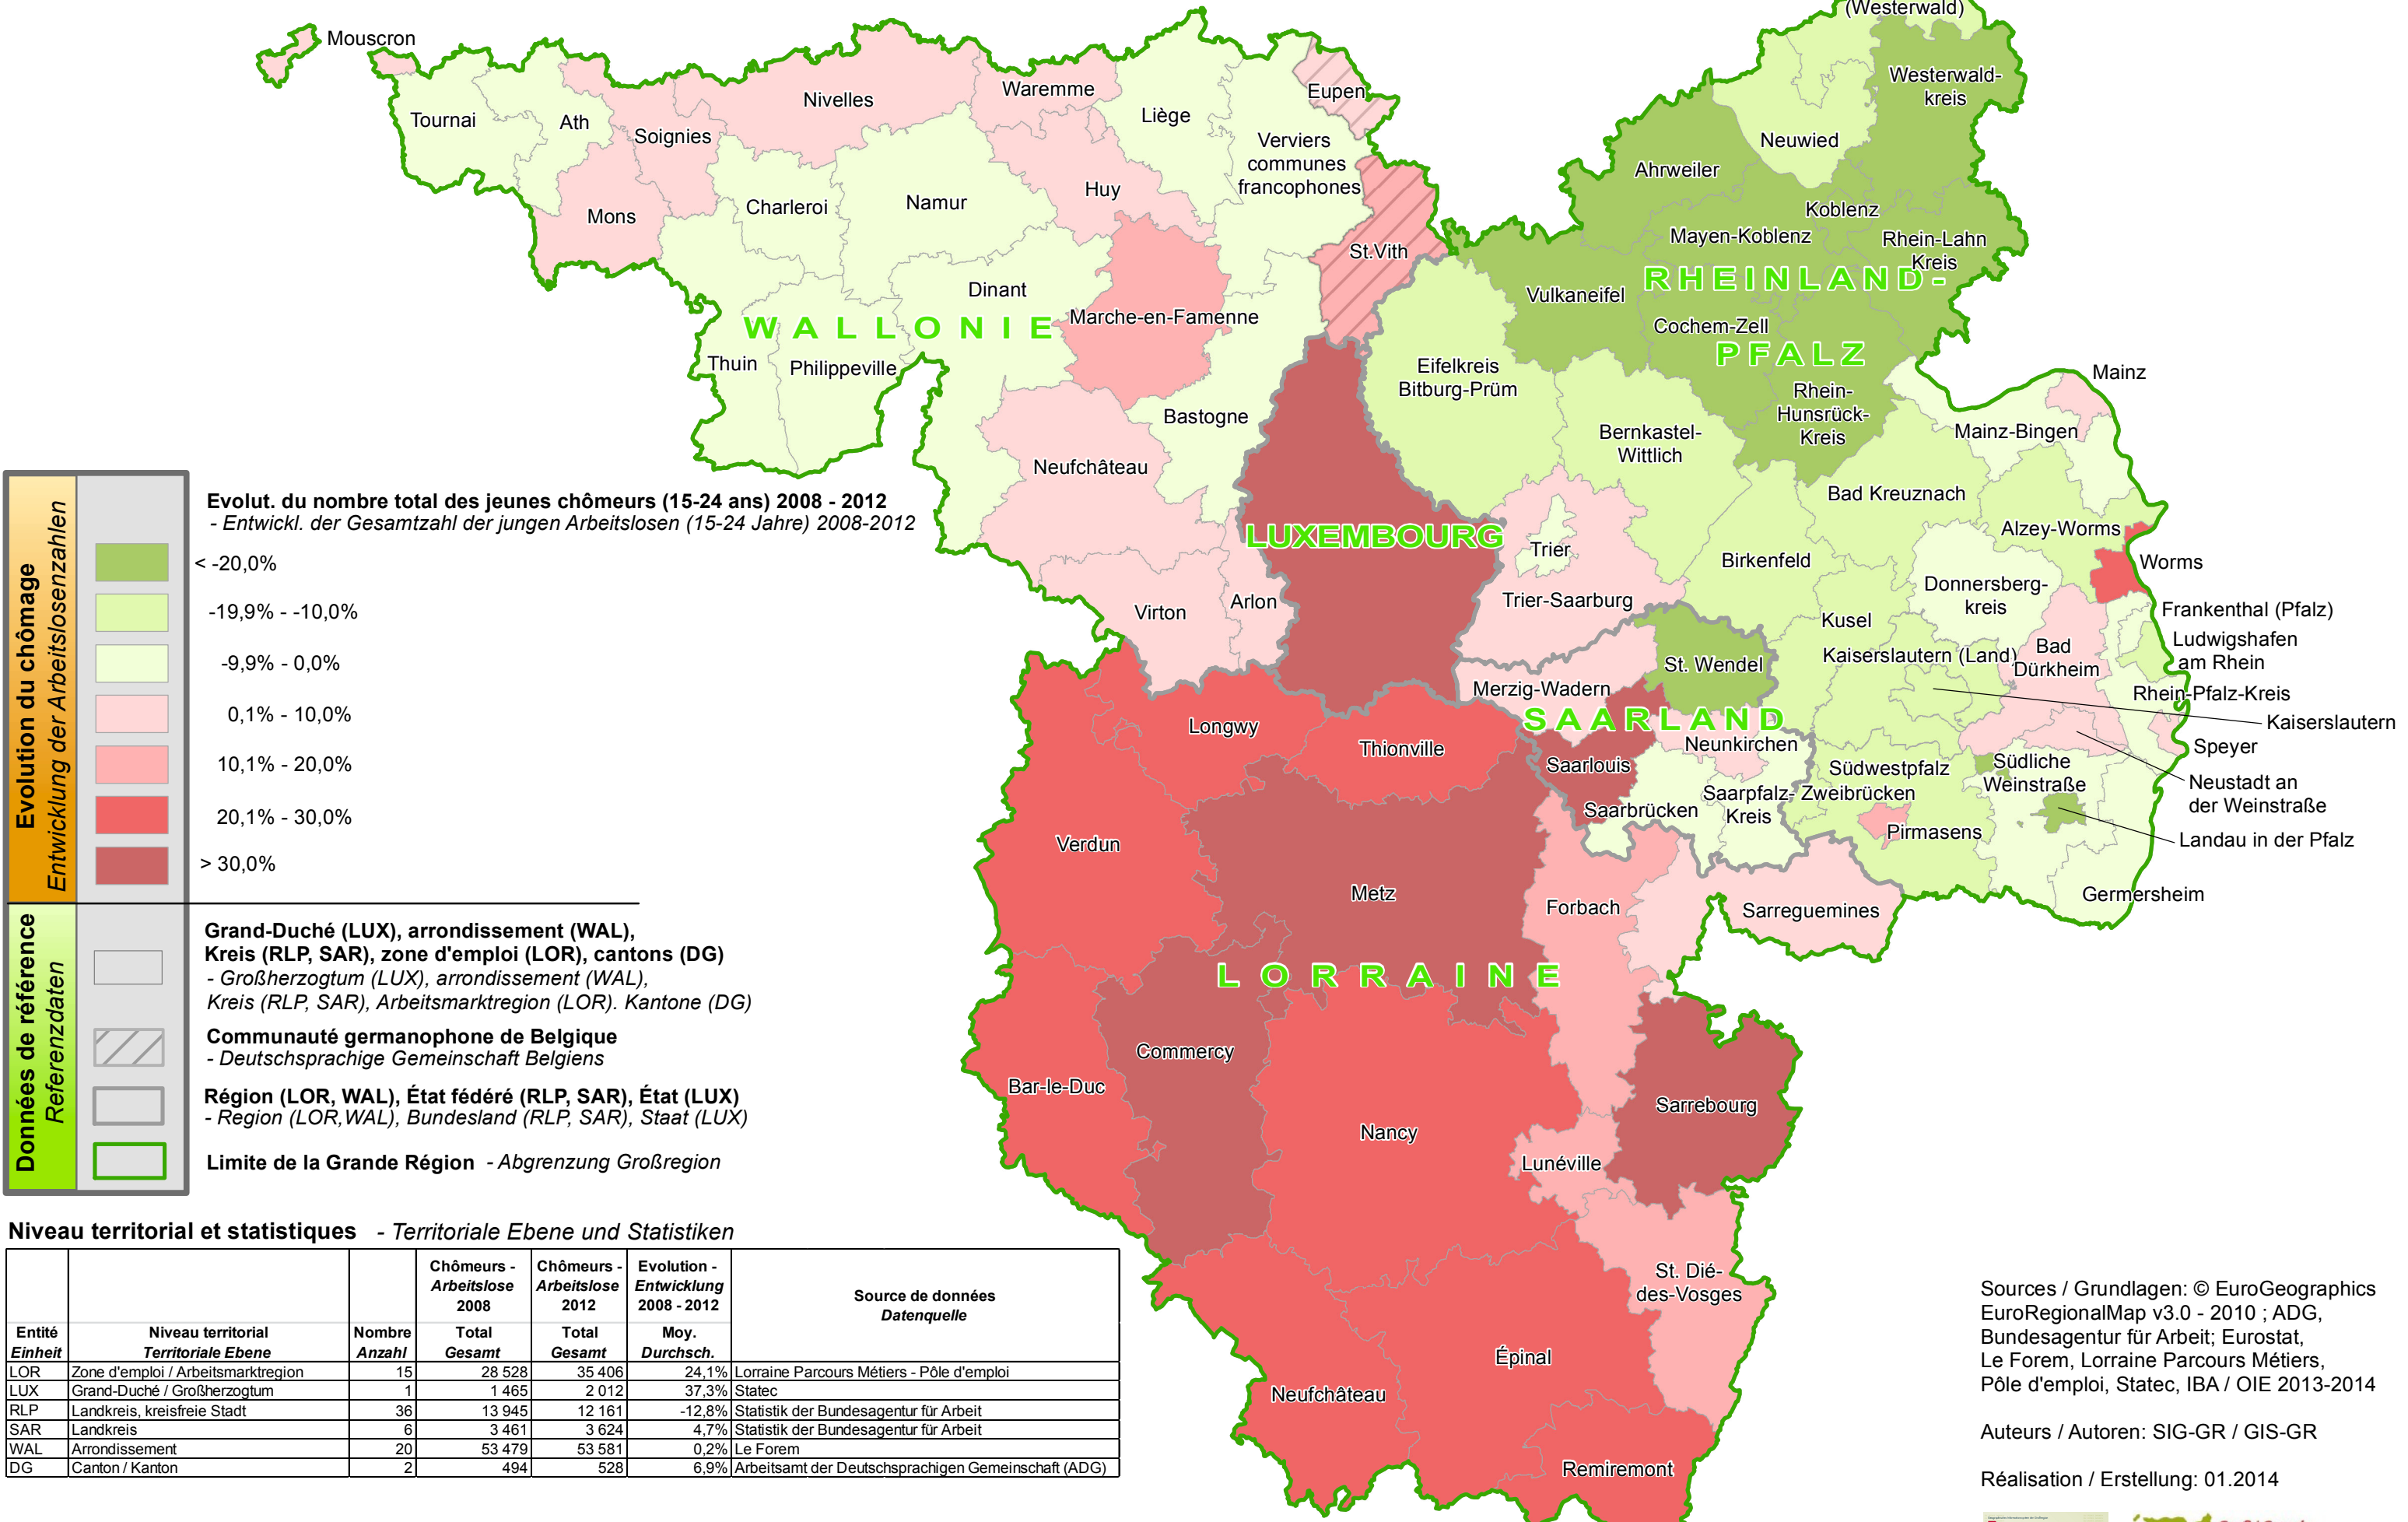 (Westerwald)
Mouscron
Westerwald-
kreis
Nivelles
Waremme
Eupen
Tournai
Ath
Soignies
Liège
Verviers
communes
francophones
Neuwied
Ahrweiler
Huy
Mons
Charleroi
Namur
Koblenz
Mayen-Koblenz
Rhein-Lahn
Kreis
St.Vith
RHEINLAND-
PFALZ
Vulkaneifel
Dinant
Marche-en-Famenne
WALLONIE
Cochem-Zell
Thuin
Philippeville
Eifelkreis
Bitburg-Prüm
Mainz
Rhein-
Hunsrück-
Kreis
Bastogne
Bernkastel-
Wittlich
Mainz-Bingen
Neufchâteau
Bad Kreuznach
LUXEMBOURG
Trier
Alzey-Worms
Birkenfeld
Worms
Donnersberg-
kreis
Virton
Arlon
Trier-Saarburg
Kusel
Frankenthal (Pfalz)
Ludwigshafen
am Rhein
Kaiserslautern (Land)
Bad
Dürkheim
St. Wendel
Merzig-Wadern
Rhein-Pfalz-Kreis
SAARLAND
Kaiserslautern
Longwy
Thionville
Neunkirchen
Speyer
Saarlouis
Südwestpfalz
Südliche
Weinstraße
Neustadt an
der Weinstraße
Saarbrücken
Saarpfalz-
Kreis
Zweibrücken
Pirmasens
Landau in der Pfalz
Verdun
Metz
Forbach
Sarreguemines
Germersheim
LORRAINE
Commercy
Bar-le-Duc
Nancy
Sarrebourg
Lunéville
St. Dié-
des-Vosges
Épinal
Neufchâteau
Remiremont
Evolution du chômage
Entwicklung der Arbeitslosenzahlen
Evolut. du nombre total des jeunes chômeurs (15-24 ans) 2008 - 2012
- Entwickl. der Gesamtzahl der jungen Arbeitslosen (15-24 Jahre) 2008-2012
< -20,0%
-19,9% - -10,0%
-9,9% - 0,0%
0,1% - 10,0%
10,1% - 20,0%
20,1% - 30,0%
> 30,0%
Données de référence
Referenzdaten
Grand-Duché (LUX), arrondissement (WAL),
Kreis (RLP, SAR), zone d'emploi (LOR), cantons (DG)
- Großherzogtum (LUX), arrondissement (WAL),
Kreis (RLP, SAR), Arbeitsmarktregion (LOR). Kantone (DG)
Communauté germanophone de Belgique
- Deutschsprachige Gemeinschaft Belgiens
Région (LOR, WAL), État fédéré (RLP, SAR), État (LUX)
- Region (LOR,WAL), Bundesland (RLP, SAR), Staat (LUX)
Limite de la Grande Région - Abgrenzung Großregion
Niveau territorial et statistiques - Territoriale Ebene und Statistiken
Chômeurs - Chômeurs - Evolution -
Arbeitslose Arbeitslose Entwicklung Source de données
2008 2012 2008 - 2012 Datenquelle
Entité Niveau territorial Nombre Total Total Moy.
Einheit Territoriale Ebene Anzahl Gesamt Gesamt Durchsch.
LOR Zone d'emploi / Arbeitsmarktregion 15 28 528 35 406 24,1% Lorraine Parcours Métiers - Pôle d'emploi
LUX Grand-Duché / Großherzogtum 1 1 465 2 012 37,3% Statec
RLP Landkreis, kreisfreie Stadt 36 13 945 12 161 -12,8% Statistik der Bundesagentur für Arbeit
SAR Landkreis 6 3 461 3 624 4,7% Statistik der Bundesagentur für Arbeit
WAL Arrondissement 20 53 479 53 581 0,2% Le Forem
DG Canton / Kanton 2 494 528 6,9% Arbeitsamt der Deutschsprachigen Gemeinschaft (ADG)
Sources / Grundlagen: © EuroGeographics
EuroRegionalMap v3.0 - 2010 ; ADG,
Bundesagentur für Arbeit; Eurostat,
Le Forem, Lorraine Parcours Métiers,
Pôle d'emploi, Statec, IBA / OIE 2013-2014
Auteurs / Autoren: SIG-GR / GIS-GR
Réalisation / Erstellung: 01.2014